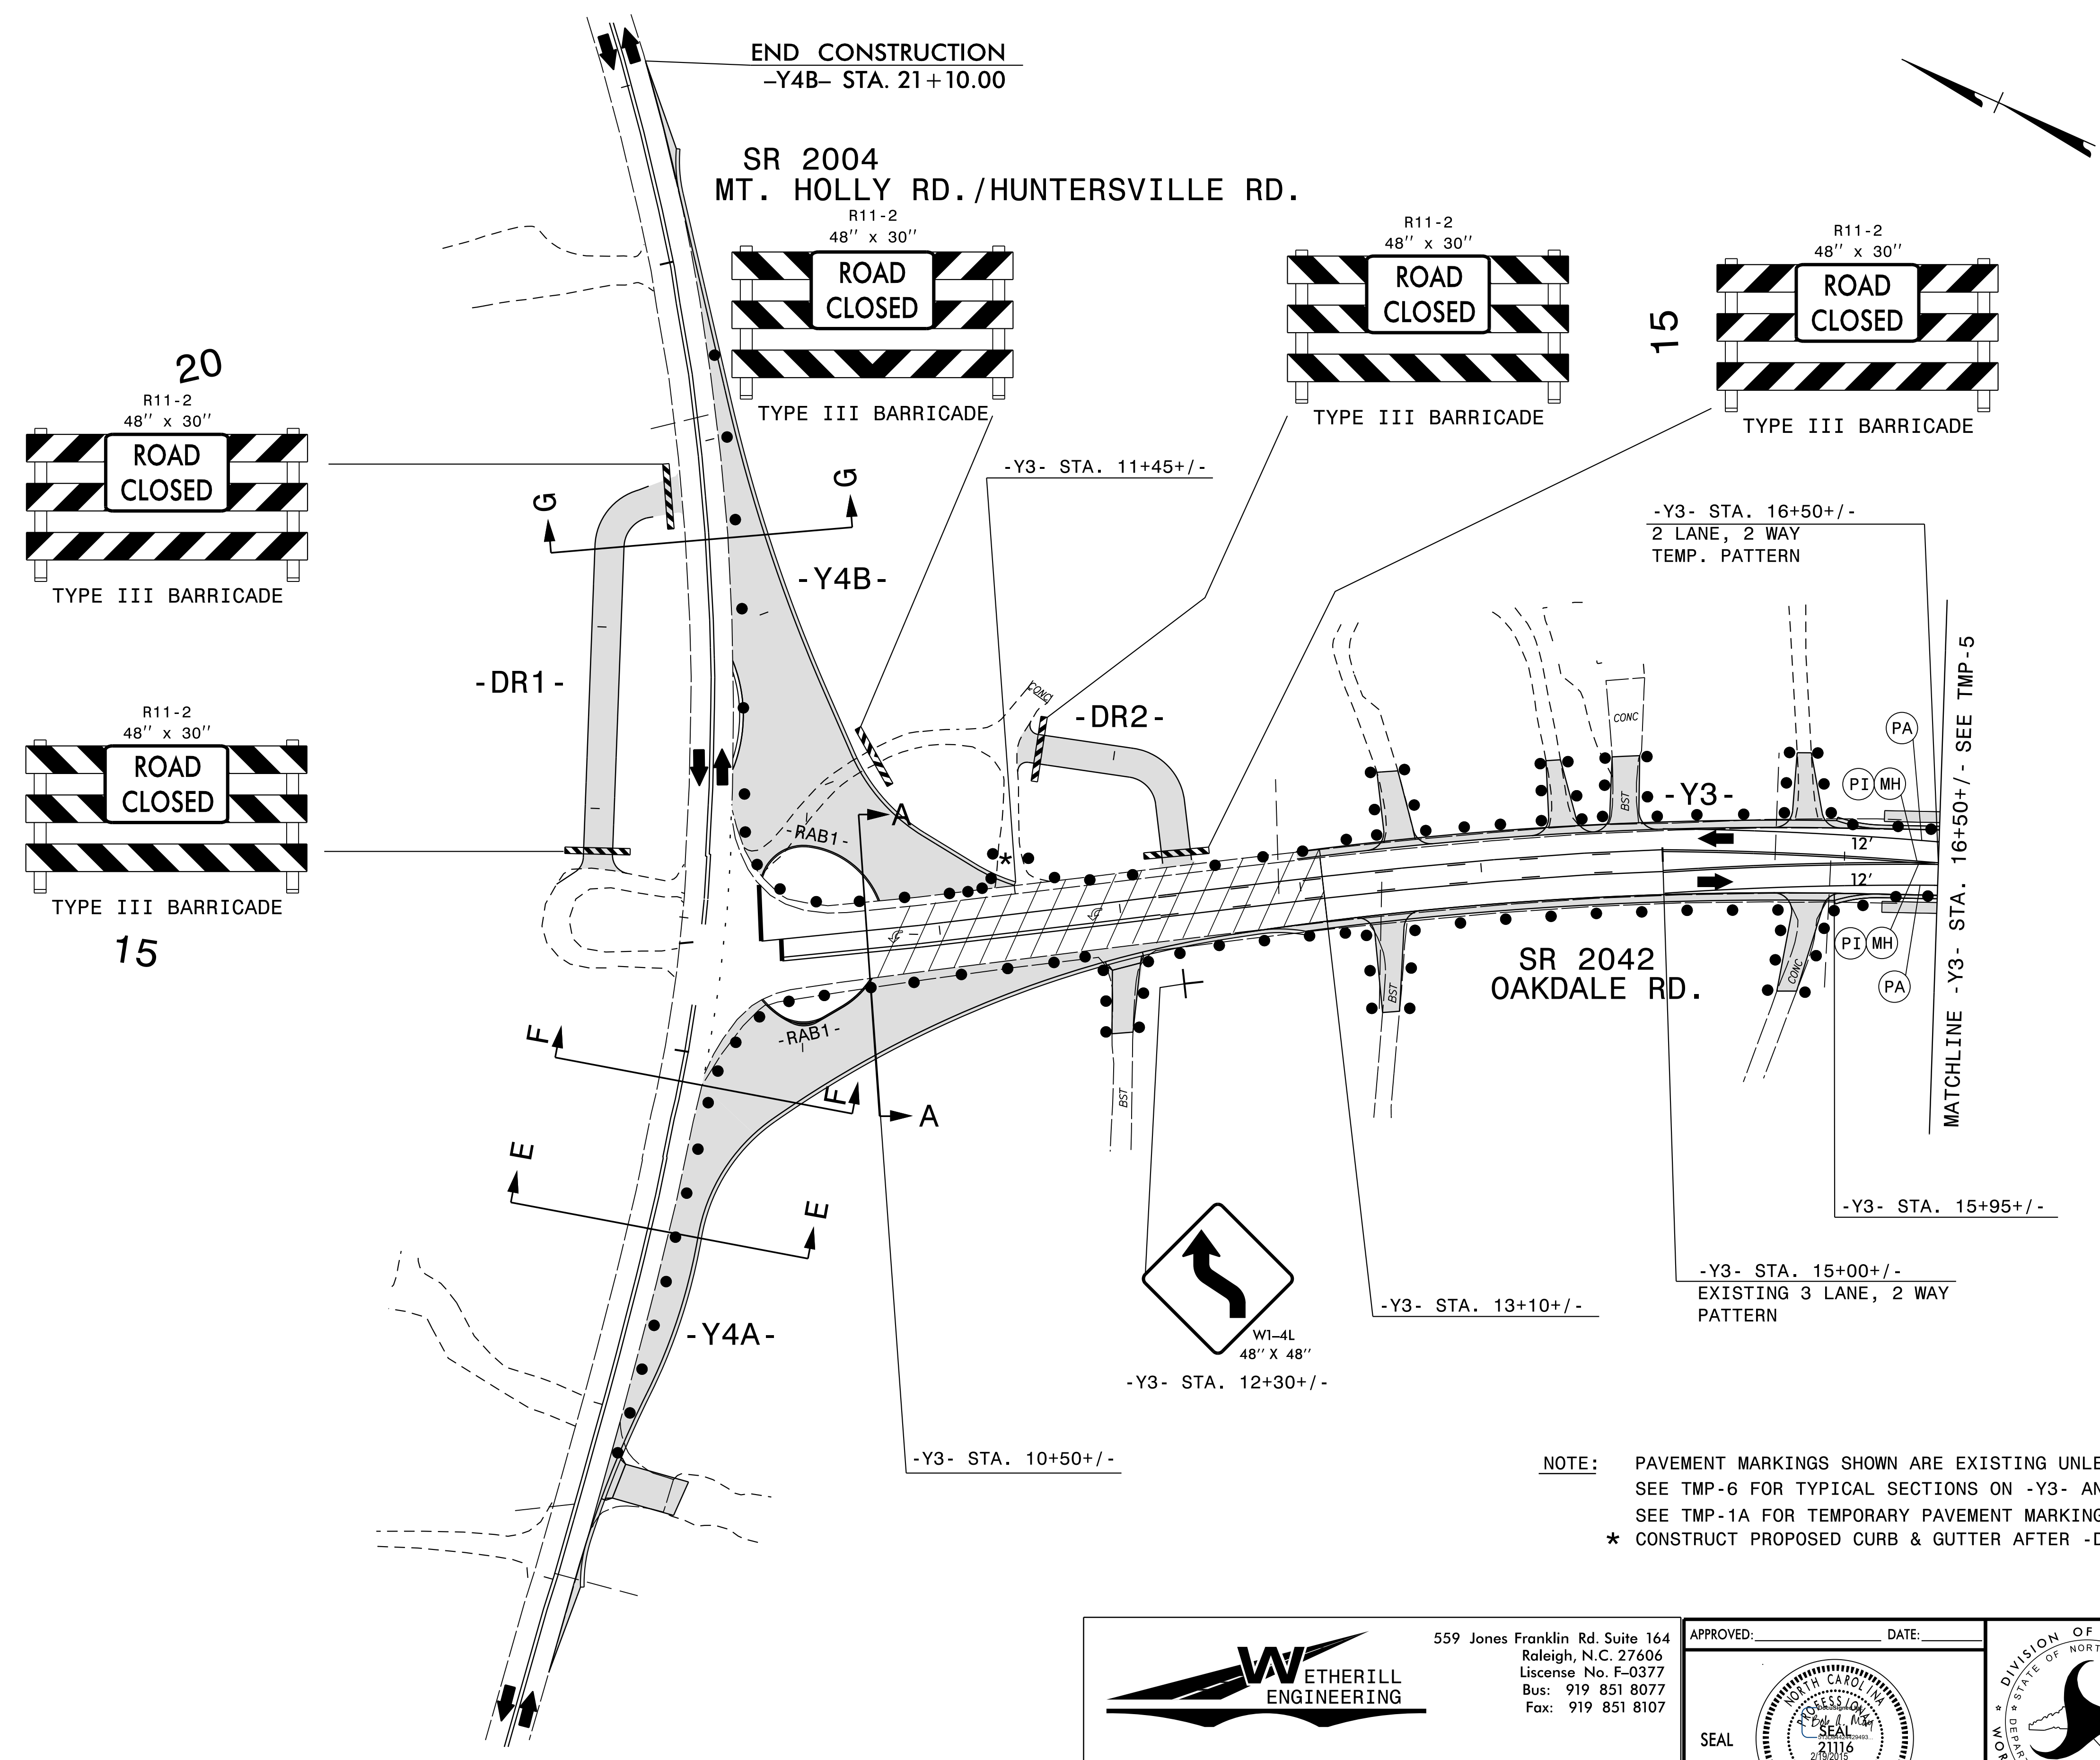 END CONSTRUCTION
-Y4B- STA. 21+10.00
SR 2004
MT. HOLLY RD./HUNTERSVILLE RD.
R11-2
48'' x 30''
ROAD
CLOSED
TYPE III BARRICADE
R11-2
48'' x 30''
ROAD
CLOSED
TYPE III BARRICADE
15
R11-2
48'' x 30''
ROAD
CLOSED
TYPE III BARRICADE
20
R11-2
48'' x 30''
ROAD
CLOSED
TYPE III BARRICADE
R11-2
48'' x 30''
ROAD
CLOSED
TYPE III BARRICADE
15
-Y3- STA. 11+45+/-
-Y3- STA. 16+50+/-
2 LANE, 2 WAY
TEMP. PATTERN
G
G
-Y4B-
-DR1-
-DR2-
CONC
CONC
BST
-Y3-
PA
PI MH
12'
12'
PI MH
PA
MATCHLINE -Y3- STA. 16+50+/- SEE TMP-5
A
-RAB1-
*
-RAB1-
A
F
F
E
E
BST
BST
CONC
SR 2042
OAKDALE RD.
-Y3- STA. 15+95+/-
-Y3- STA. 15+00+/-
EXISTING 3 LANE, 2 WAY
PATTERN
-Y3- STA. 13+10+/-
W1-4L
48'' X 48''
-Y3- STA. 12+30+/-
-Y4A-
-Y3- STA. 10+50+/-
NOTE: PAVEMENT MARKINGS SHOWN ARE EXISTING
SEE TMP-6 FOR TYPICAL SECTIONS ON -Y3-
SEE TMP-1A FOR TEMPORARY PAVEMENT
* CONSTRUCT PROPOSED CURB & GUTTER AFTER
WETHERILL
ENGINEERING
559 Jones Franklin Rd. Suite 164
Raleigh, N.C. 27606
Liscense No. F-0377
Bus: 919 851 8077
Fax: 919 851 8107
APPROVED: DATE:
SEAL
NORTH CAROLINA
PROFESSIONAL
SEAL
21116
2/19/2015
DIVISION OF
STATE OF